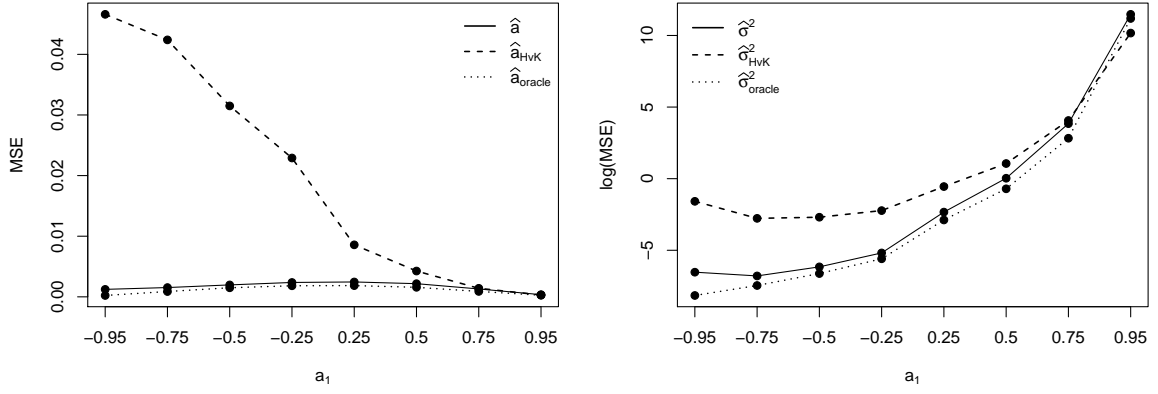 MSE
0.04
0.03
0.02
0.01
0.00
â
â_HvK
â_oracle
−0.95 −0.75 −0.5 −0.25 0.25 0.5 0.75 0.95
a₁
log(MSE)
10
5
0
−5
σ̂²
σ̂²_HvK
σ̂²_oracle
−0.95 −0.75 −0.5 −0.25 0.25 0.5 0.75 0.95
a₁